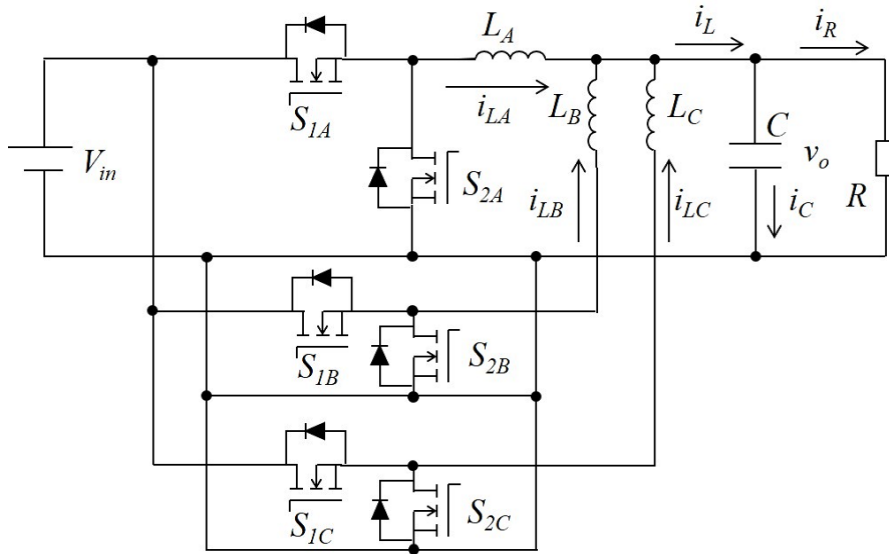 i_L
i_R
L_A
S_1A
i_LA
L_B
L_C
C
V_in
S_2A
v_o
i_LB
i_LC
i_C
R
S_1B
S_2B
S_1C
S_2C